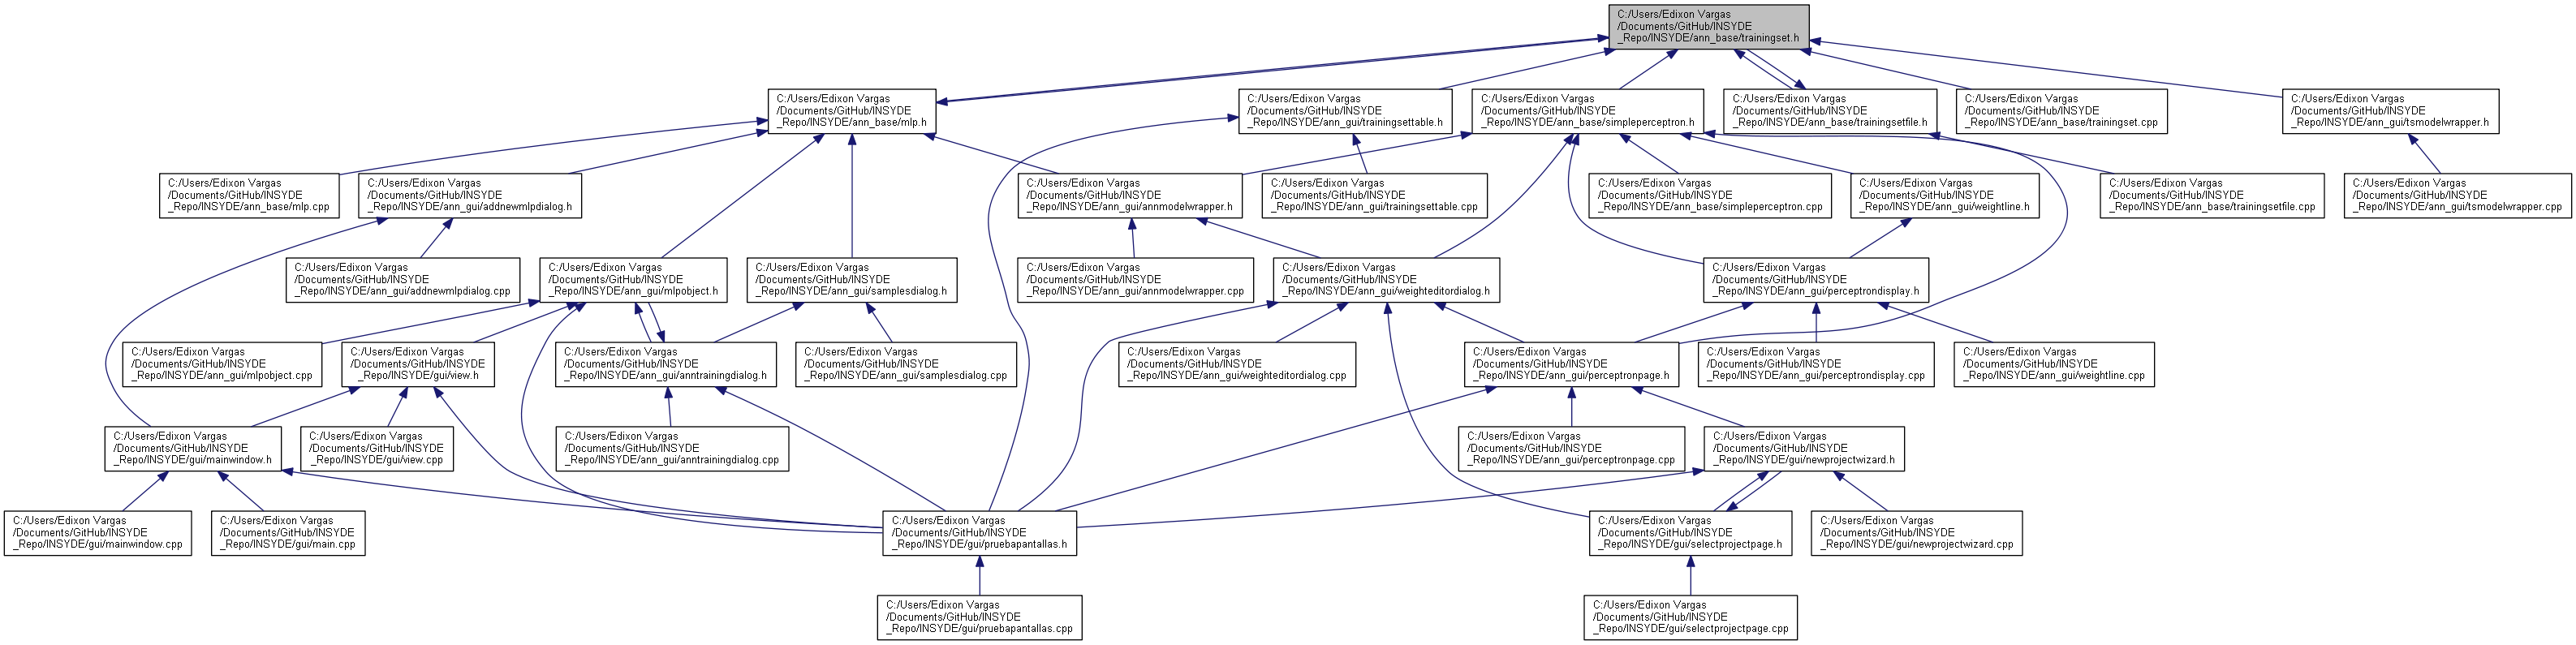 C:/Users/Edixon Vargas
/Documents/GitHub/INSYDE
_Repo/INSYDE/ann_base/trainingset.h
C:/Users/Edixon Vargas
/Documents/GitHub/INSYDE
_Repo/INSYDE/ann_base/mlp.h
C:/Users/Edixon Vargas
/Documents/GitHub/INSYDE
_Repo/INSYDE/ann_gui/trainingsettable.h
C:/Users/Edixon Vargas
/Documents/GitHub/INSYDE
_Repo/INSYDE/ann_base/simpleperceptron.h
C:/Users/Edixon Vargas
/Documents/GitHub/INSYDE
_Repo/INSYDE/ann_base/trainingsetfile.h
C:/Users/Edixon Vargas
/Documents/GitHub/INSYDE
_Repo/INSYDE/ann_base/trainingset.cpp
C:/Users/Edixon Vargas
/Documents/GitHub/INSYDE
_Repo/INSYDE/ann_gui/tsmodelwrapper.h
C:/Users/Edixon Vargas
/Documents/GitHub/INSYDE
_Repo/INSYDE/ann_base/mlp.cpp
C:/Users/Edixon Vargas
/Documents/GitHub/INSYDE
_Repo/INSYDE/ann_gui/addnewmlpdialog.h
C:/Users/Edixon Vargas
/Documents/GitHub/INSYDE
_Repo/INSYDE/ann_gui/annmodelwrapper.h
C:/Users/Edixon Vargas
/Documents/GitHub/INSYDE
_Repo/INSYDE/ann_gui/trainingsettable.cpp
C:/Users/Edixon Vargas
/Documents/GitHub/INSYDE
_Repo/INSYDE/ann_base/simpleperceptron.cpp
C:/Users/Edixon Vargas
/Documents/GitHub/INSYDE
_Repo/INSYDE/ann_gui/weightline.h
C:/Users/Edixon Vargas
/Documents/GitHub/INSYDE
_Repo/INSYDE/ann_base/trainingsetfile.cpp
C:/Users/Edixon Vargas
/Documents/GitHub/INSYDE
_Repo/INSYDE/ann_gui/tsmodelwrapper.cpp
C:/Users/Edixon Vargas
/Documents/GitHub/INSYDE
_Repo/INSYDE/ann_gui/addnewmlpdialog.cpp
C:/Users/Edixon Vargas
/Documents/GitHub/INSYDE
_Repo/INSYDE/ann_gui/mlpobject.h
C:/Users/Edixon Vargas
/Documents/GitHub/INSYDE
_Repo/INSYDE/ann_gui/samplesdialog.h
C:/Users/Edixon Vargas
/Documents/GitHub/INSYDE
_Repo/INSYDE/ann_gui/annmodelwrapper.cpp
C:/Users/Edixon Vargas
/Documents/GitHub/INSYDE
_Repo/INSYDE/ann_gui/weighteditordialog.h
C:/Users/Edixon Vargas
/Documents/GitHub/INSYDE
_Repo/INSYDE/ann_gui/perceptrondisplay.h
C:/Users/Edixon Vargas
/Documents/GitHub/INSYDE
_Repo/INSYDE/ann_gui/mlpobject.cpp
C:/Users/Edixon Vargas
/Documents/GitHub/INSYDE
_Repo/INSYDE/gui/view.h
C:/Users/Edixon Vargas
/Documents/GitHub/INSYDE
_Repo/INSYDE/ann_gui/anntrainingdialog.h
C:/Users/Edixon Vargas
/Documents/GitHub/INSYDE
_Repo/INSYDE/ann_gui/samplesdialog.cpp
C:/Users/Edixon Vargas
/Documents/GitHub/INSYDE
_Repo/INSYDE/ann_gui/weighteditordialog.cpp
C:/Users/Edixon Vargas
/Documents/GitHub/INSYDE
_Repo/INSYDE/ann_gui/perceptronpage.h
C:/Users/Edixon Vargas
/Documents/GitHub/INSYDE
_Repo/INSYDE/ann_gui/perceptrondisplay.cpp
C:/Users/Edixon Vargas
/Documents/GitHub/INSYDE
_Repo/INSYDE/ann_gui/weightline.cpp
C:/Users/Edixon Vargas
/Documents/GitHub/INSYDE
_Repo/INSYDE/gui/mainwindow.h
C:/Users/Edixon Vargas
/Documents/GitHub/INSYDE
_Repo/INSYDE/gui/view.cpp
C:/Users/Edixon Vargas
/Documents/GitHub/INSYDE
_Repo/INSYDE/ann_gui/anntrainingdialog.cpp
C:/Users/Edixon Vargas
/Documents/GitHub/INSYDE
_Repo/INSYDE/ann_gui/perceptronpage.cpp
C:/Users/Edixon Vargas
/Documents/GitHub/INSYDE
_Repo/INSYDE/gui/newprojectwizard.h
C:/Users/Edixon Vargas
/Documents/GitHub/INSYDE
_Repo/INSYDE/gui/mainwindow.cpp
C:/Users/Edixon Vargas
/Documents/GitHub/INSYDE
_Repo/INSYDE/gui/main.cpp
C:/Users/Edixon Vargas
/Documents/GitHub/INSYDE
_Repo/INSYDE/gui/pruebapantallas.h
C:/Users/Edixon Vargas
/Documents/GitHub/INSYDE
_Repo/INSYDE/gui/selectprojectpage.h
C:/Users/Edixon Vargas
/Documents/GitHub/INSYDE
_Repo/INSYDE/gui/newprojectwizard.cpp
C:/Users/Edixon Vargas
/Documents/GitHub/INSYDE
_Repo/INSYDE/gui/pruebapantallas.cpp
C:/Users/Edixon Vargas
/Documents/GitHub/INSYDE
_Repo/INSYDE/gui/selectprojectpage.cpp